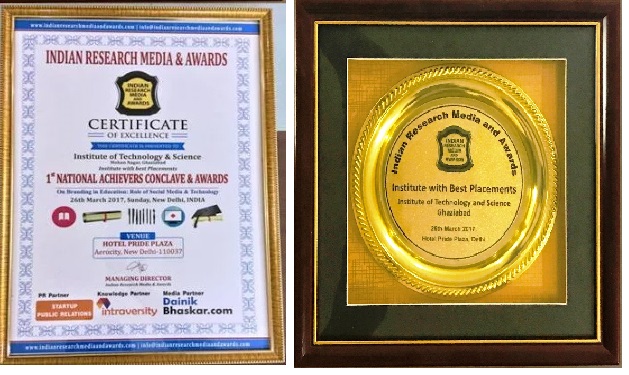 www.indianresearchmediaandawards.com | info@indianresearchmediaandawards.com
INDIAN RESEARCH MEDIA & AWARDS
INDIAN
RESEARCH
MEDIA
AND
AWARDS
CERTIFICATE
OF EXCELLENCE
THIS CERTIFICATE IS PRESENTED TO
Institute of Technology & Science
Mohan Nagar, Ghaziabad
Institute with best Placements
1st NATIONAL ACHIEVERS CONCLAVE & AWARDS
On Branding in Education: Role of Social Media & Technology
26th March 2017, Sunday, New Delhi, INDIA
VENUE
HOTEL PRIDE PLAZA
Aerocity, New Delhi-110037
MANAGING DIRECTOR
Indian Research Media & Awards
PR Partner
Knowledge Partner
Media Partner
STARTUP
PUBLIC RELATIONS
intraversity
Dainik
Bhaskar.com
www.indianresearchmediaandawards.com | info@indianresearchmediaandawards.com
Indian Research Media and Awards
INDIAN
RESEARCH
MEDIA
AND
AWARDS
Institute with Best Placements
Institute of Technology and Science
Ghaziabad
26th March 2017
Hotel Pride Plaza, Delhi